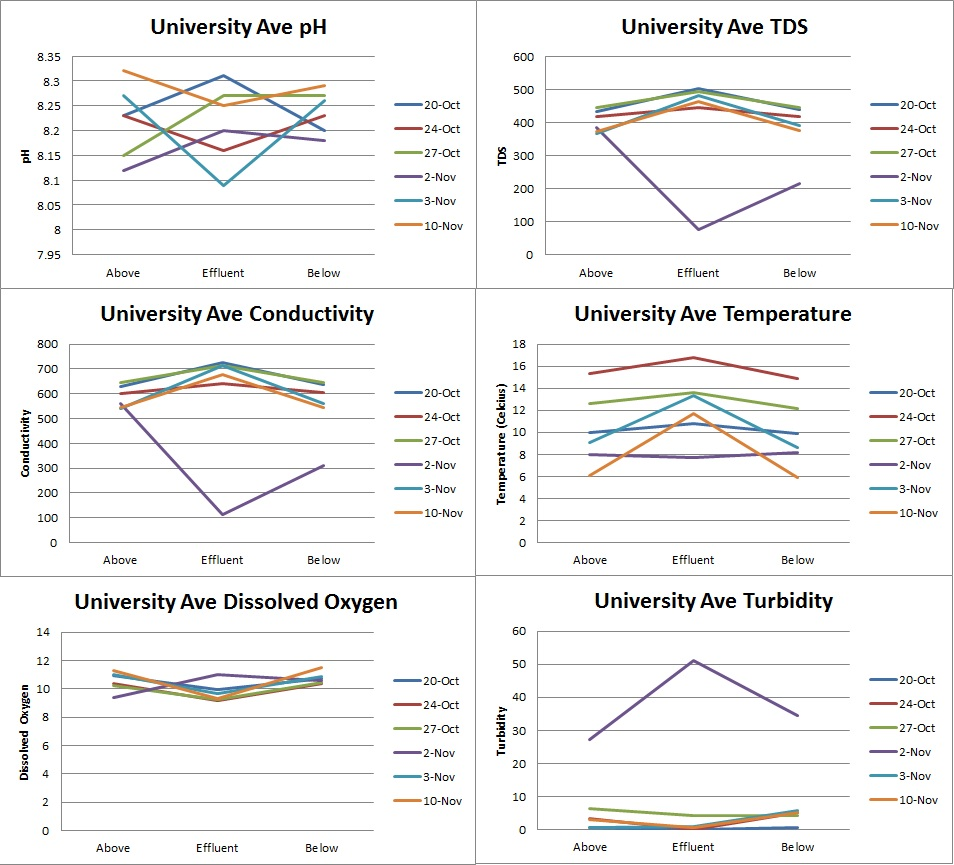 University Ave pH
8.35
8.3
8.25
8.2
8.15
8.1
8.05
8
7.95
pH
Above Effluent Below
20-Oct
24-Oct
27-Oct
2-Nov
3-Nov
10-Nov
University Ave TDS
600
500
400
300
200
100
0
TDS
Above Effluent Below
20-Oct
24-Oct
27-Oct
2-Nov
3-Nov
10-Nov
University Ave Conductivity
800
700
600
500
400
300
200
100
0
Conductivity
Above Effluent Below
20-Oct
24-Oct
27-Oct
2-Nov
3-Nov
10-Nov
University Ave Temperature
18
16
14
12
10
8
6
4
2
0
Temperature (Celcius)
Above Effluent Below
20-Oct
24-Oct
27-Oct
2-Nov
3-Nov
10-Nov
University Ave Dissolved Oxygen
14
12
10
8
6
4
2
0
Dissolved Oxygen
Above Effluent Below
20-Oct
24-Oct
27-Oct
2-Nov
3-Nov
10-Nov
University Ave Turbidity
60
50
40
30
20
10
0
Turbidity
Above Effluent Below
20-Oct
24-Oct
27-Oct
2-Nov
3-Nov
10-Nov